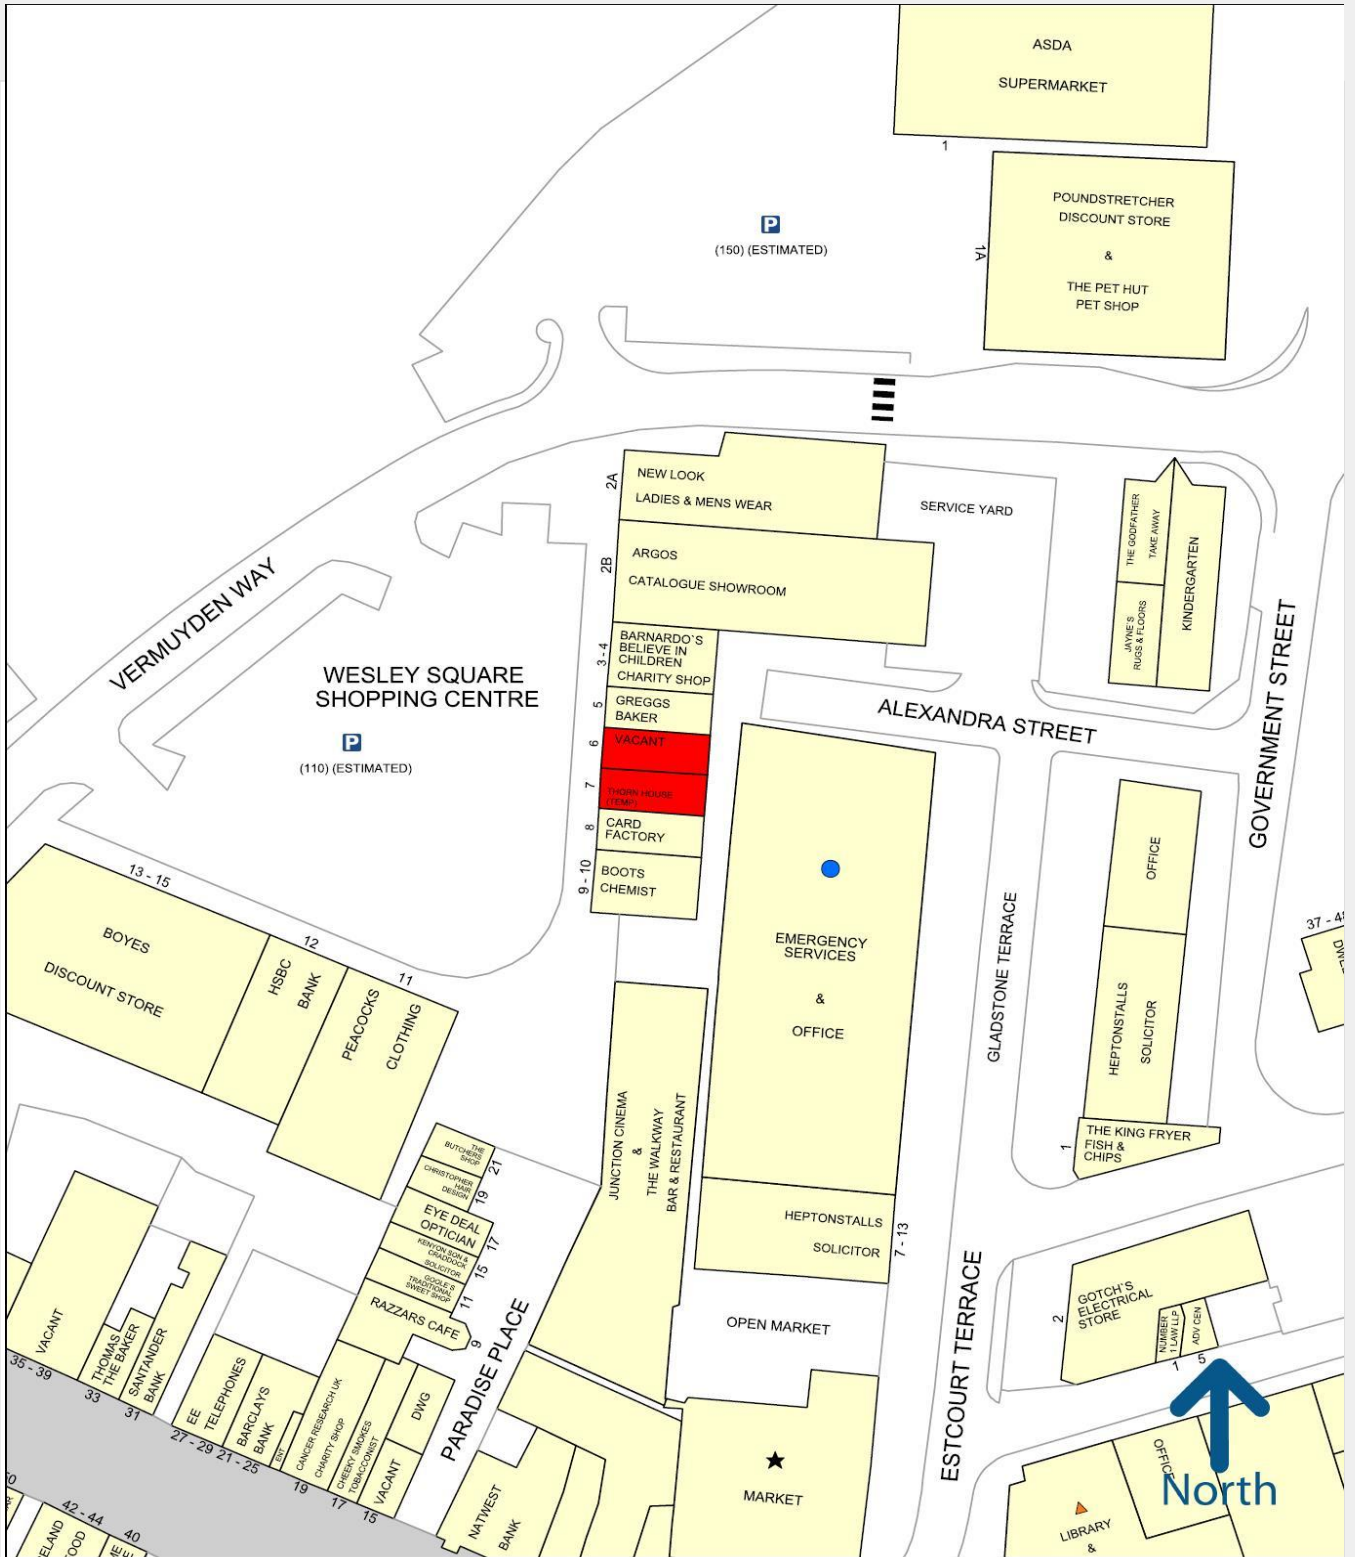 ASDA
SUPERMARKET
1
POUNDSTRETCHER
DISCOUNT STORE
&
THE PET HUT
PET SHOP
1A
P
(150) (ESTIMATED)
NEW LOOK
LADIES & MENS WEAR
2A
SERVICE YARD
ARGOS
CATALOGUE SHOWROOM
2B
THE GODFATHER
TAKE AWAY
JAYNE'S
RUGS & FLOORS
KINDERGARTEN
VERMUYDEN WAY
WESLEY SQUARE
SHOPPING CENTRE
P
(110) (ESTIMATED)
BARNARDO`S
BELIEVE IN
CHILDREN
CHARITY SHOP
3 - 4
GREGGS
BAKER
5
VACANT
6
THORN HOUSE
(TEMP)
7
CARD
FACTORY
8
BOOTS
CHEMIST
9 - 10
ALEXANDRA STREET
GOVERNMENT STREET
EMERGENCY
SERVICES
&
OFFICE
GLADSTONE TERRACE
OFFICE
HEPTONSTALLS
SOLICITOR
THE KING FRYER
FISH &
CHIPS
1
13 - 15
BOYES
DISCOUNT STORE
12
HSBC
BANK
11
PEACOCKS
CLOTHING
JUNCTION CINEMA
&
THE WALKWAY
BAR & RESTAURANT
HEPTONSTALLS
SOLICITOR
7 - 13
OPEN MARKET
MARKET
ESTCOURT TERRACE
THE
BUTCHERS
SHOP
21
CHRISTOPHER
HAIR
DESIGN
19
EYE DEAL
OPTICIAN
17
KENYON SON &
CRADDOCK
SOLICITOR
15
GOOLE`S
TRADITIONAL
SWEET SHOP
11
RAZZARS CAFE
9
PARADISE PLACE
VACANT
35 - 39
THOMAS
THE BAKER
33
SANTANDER
BANK
31
EE
TELEPHONES
27 - 29
BARCLAYS
BANK
21 - 25
ENT
CANCER RESEARCH UK
CHARITY SHOP
19
CHEEKY SMOKES
TOBACCONIST
17
DWG
VACANT
15
NATWEST
BANK
GOTCH`S
ELECTRICAL
STORE
2
NUMBER
1 LAW LLP
1
ADV CEN
5
OFFICE
North
LIBRARY
&
42 - 44
40